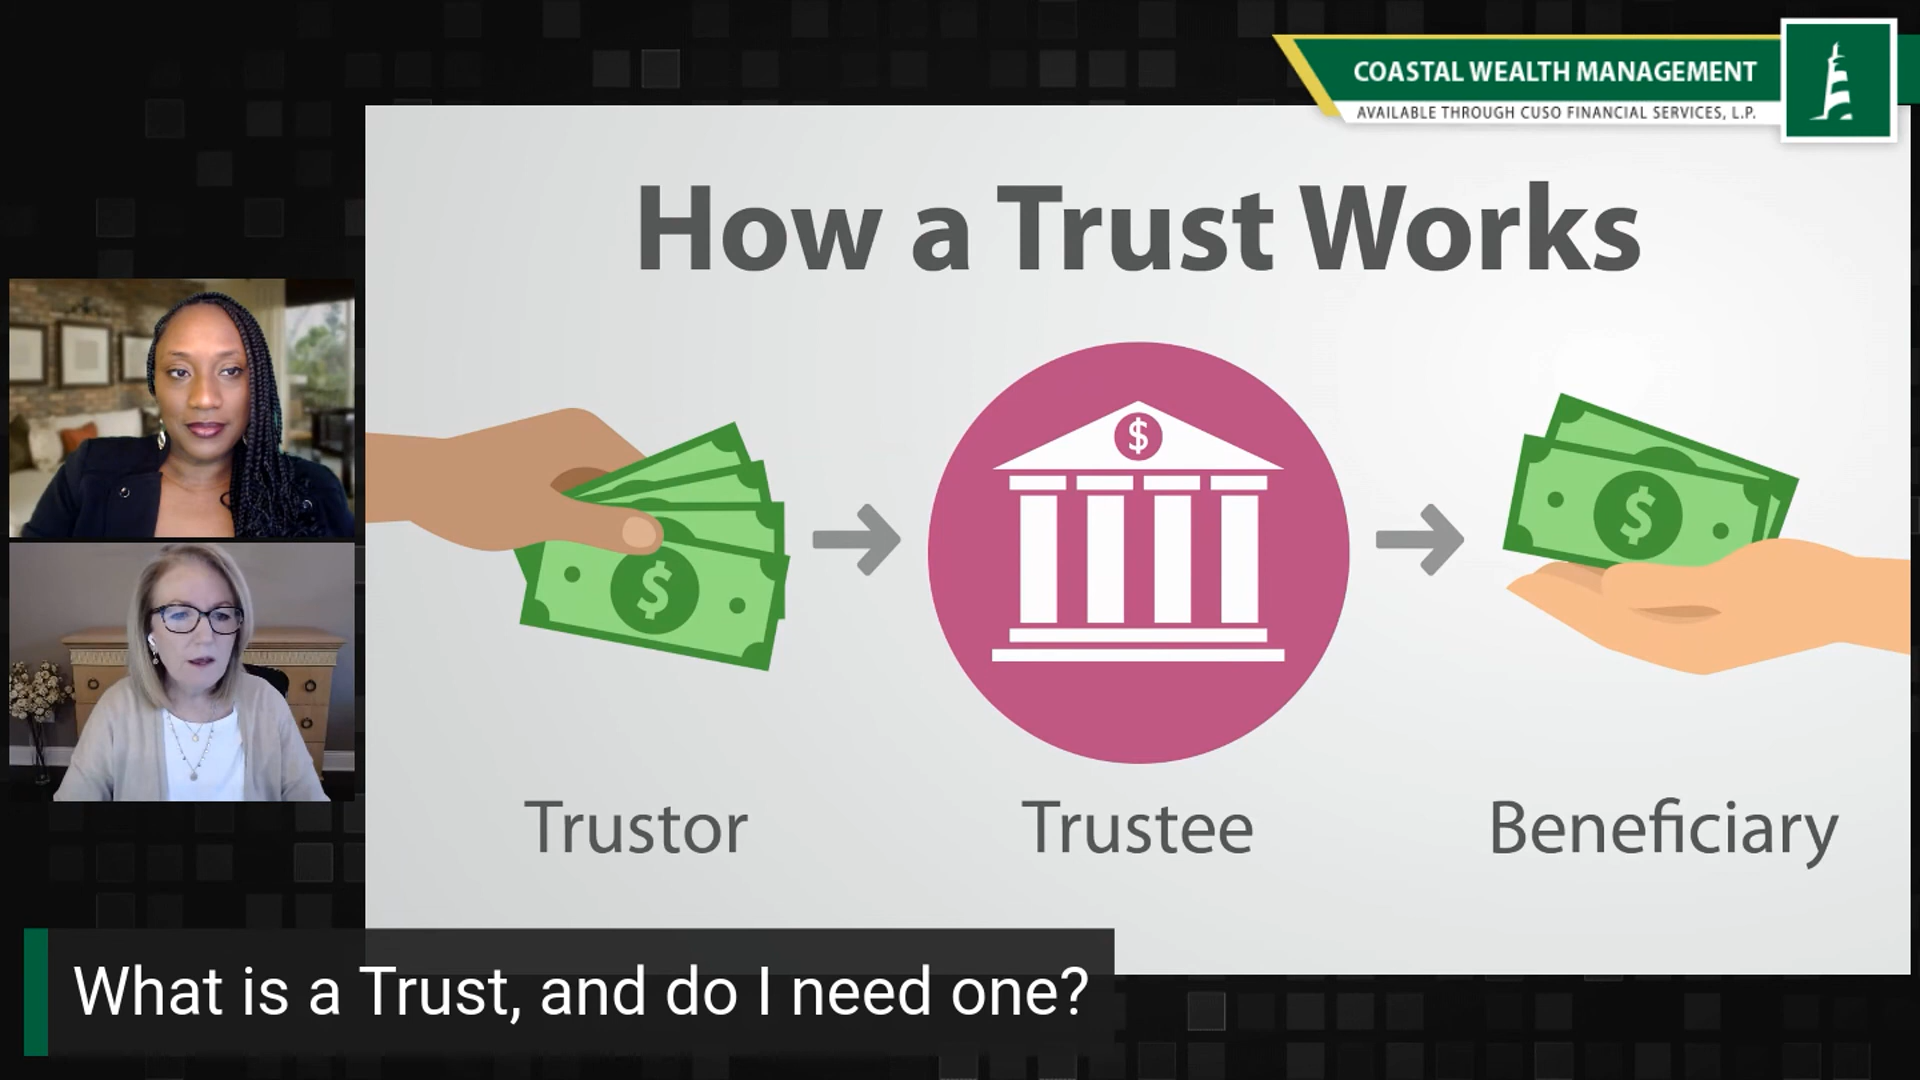 COASTAL WEALTH MANAGEMENT
AVAILABLE THROUGH CUSO FINANCIAL SERVICES, L.P.
How a Trust Works
$
$
$
Trustor
Trustee
Beneficiary
What is a Trust, and do I need one?